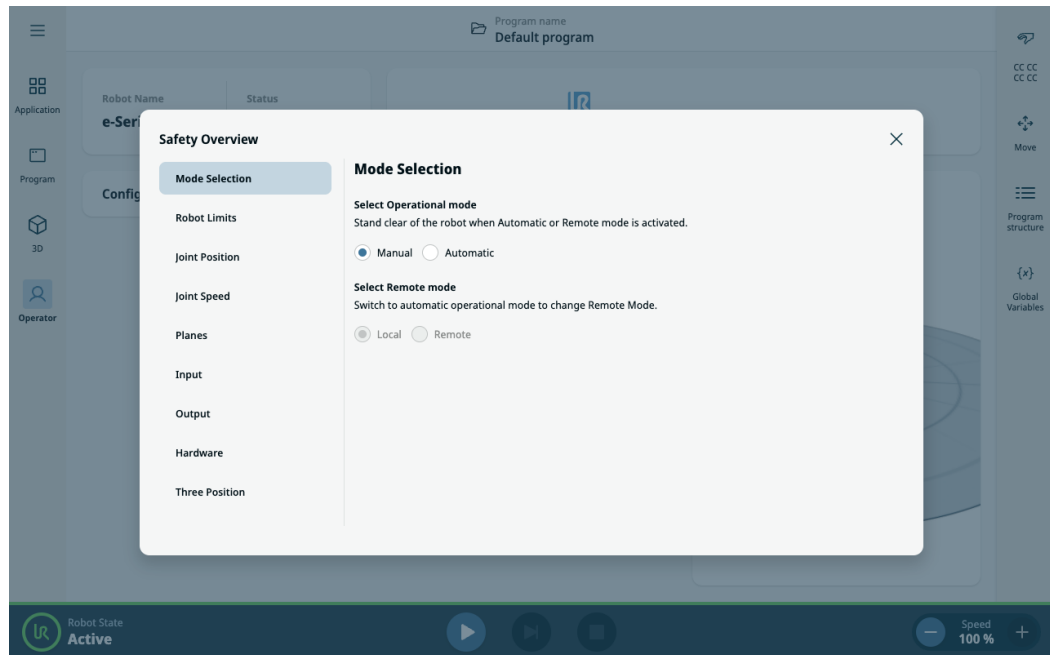 Program name
Default program
Application
Program
3D
Operator
Robot Name
Status
e-Seri
Config
Safety Overview
Mode Selection
Robot Limits
Joint Position
Joint Speed
Planes
Input
Output
Hardware
Three Position
Mode Selection
Select Operational mode
Stand clear of the robot when Automatic or Remote mode is activated.
Manual Automatic
Select Remote mode
Switch to automatic operational mode to change Remote Mode.
Local Remote
CC CC
CC CC
Move
Program
structure
{x}
Global
Variables
Robot State
Active
Speed
100 %